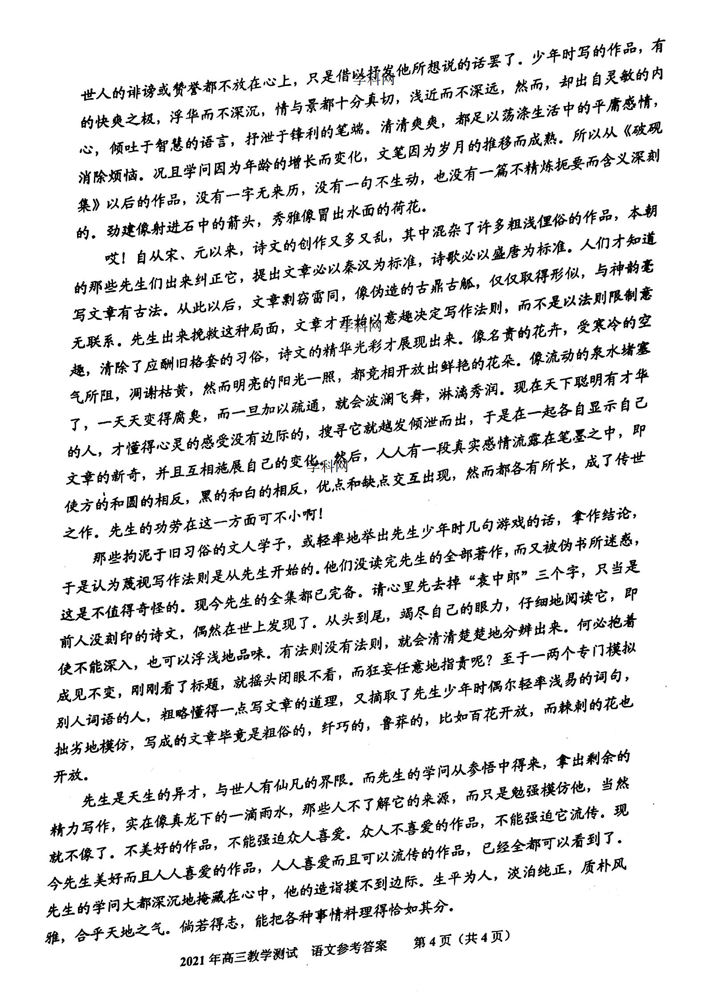 世人的诽谤或赞誉都不放在心上，只是借以抒发他所想说的话罢了。少年时写的作品，有
的快爽之极，浮华而不深沉，情与景都十分真切，浅近而不深远，然而，却出自灵敏的内
心，倾吐于智慧的语言，抒泄于锋利的笔端。清清爽爽，都足以荡涤生活中的平庸感情，
消除烦恼。况且学问因为年龄的增长而变化，文笔因为岁月的推移而成熟。所以从《破砚
集》以后的作品，没有一字无来历，没有一句不生动，也没有一篇不精炼扼要而含义深刻
的。劲建像射进石中的箭头，秀雅像冒出水面的荷花。
哎！自从宋、元以来，诗文的创作又多又乱，其中混杂了许多粗浅俚俗的作品，本朝
的那些先生们出来纠正它，提出文章必以秦汉为标准，诗歌必以盛唐为标准。人们才知道
写文章有古法。从此以后，文章剽窃雷同，像伪造的古鼎古觚，仅仅取得形似，与神韵毫
无联系。先生出来挽救这种局面，文章才开始以意趣决定写作法则，而不是以法则限制意
趣，清除了应酬旧格套的习俗，诗文的精华光彩才展现出来。像名贵的花卉，受寒冷的空
气所阻，凋谢枯黄，然而明亮的阳光一照，都竞相开放出鲜艳的花朵。像流动的泉水堵塞
了，一天天变得腐臭，而一旦加以疏通，就会波澜飞舞，淋漓秀润。现在天下聪明有才华
的人，才懂得心灵的感受没有边际的，搜寻它就越发倾泄而出，于是在一起各自显示自己
文章的新奇，并且互相施展自己的变化。然后，人人有一段真实感情流露在笔墨之中，即
使方的和圆的相反，黑的和白的相反，优点和缺点交互出现，然而都各有所长，成了传世
之作。先生的功劳在这一方面可不小啊！
那些拘泥于旧习俗的文人学子，或轻率地举出先生少年时几句游戏的话，拿作结论，
于是认为蔑视写作法则是从先生开始的。他们没读完先生的全部著作，而又被伪书所迷惑，
这是不值得奇怪的。现今先生的全集都已完备。请心里先去掉“袁中郎”三个字，只当是
前人没刻印的诗文，偶然在世上发现了。从头到尾，竭尽自己的眼力，仔细地阅读它，即
使不能深入，也可以浮浅地品味。有法则没有法则，就会清清楚楚地分辨出来。何必抱着
成见不变，刚刚看了标题，就摇头闭眼不看，而狂妄任意地指责呢？至于一两个专门模拟
别人词语的人，粗略懂得一点写文章的道理，又摘取了先生少年时偶尔轻率浅易的词句，
拙劣地模仿，写成的文章毕竟是粗俗的，纤巧的，鲁莽的，比如百花开放，而棘刺的花也
开放。
先生是天生的异才，与世人有仙凡的界限。而先生的学问从参悟中得来，拿出剩余的
精力写作，实在像真龙下的一滴雨水，那些人不了解它的来源，而只是勉强模仿他，当然
就不像了。不美好的作品，不能强迫众人喜爱。众人不喜爱的作品，不能强迫它流传。现
今先生美好而且人人喜爱的作品，人人喜爱而且可以流传的作品，已经全都可以看到了。
先生的学问大都深沉地掩藏在心中，他的造诣摸不到边际。生平为人，淡泊纯正，质朴风
雅，合乎天地之气。倘若得志，能把各种事情料理得恰如其分。
2021年高三教学测试　语文参考答案　　第 4 页（共 4 页）
学科网
学科网
学科网